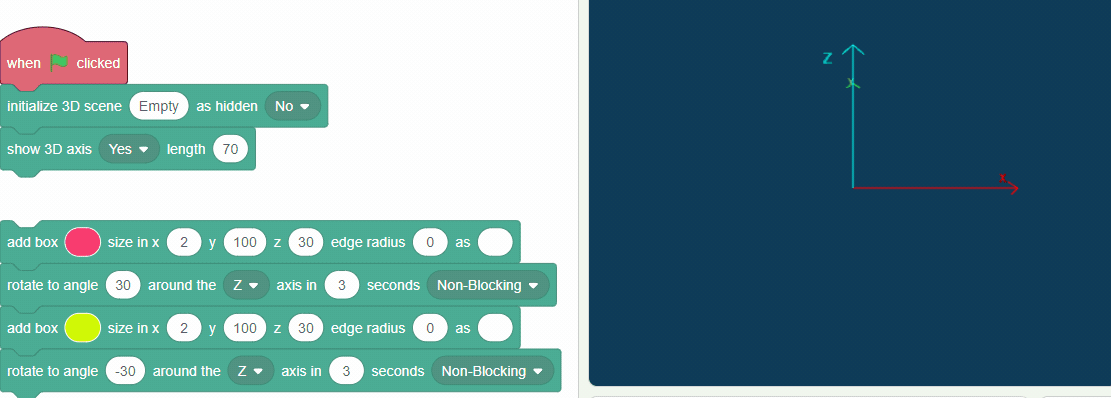 when clicked
initialize 3D scene Empty as hidden No
show 3D axis Yes length 70
add box size in x 2 y 100 z 30 edge radius 0 as
rotate to angle 30 around the Z axis in 3 seconds Non-Blocking
add box size in x 2 y 100 z 30 edge radius 0 as
rotate to angle -30 around the Z axis in 3 seconds Non-Blocking
Z